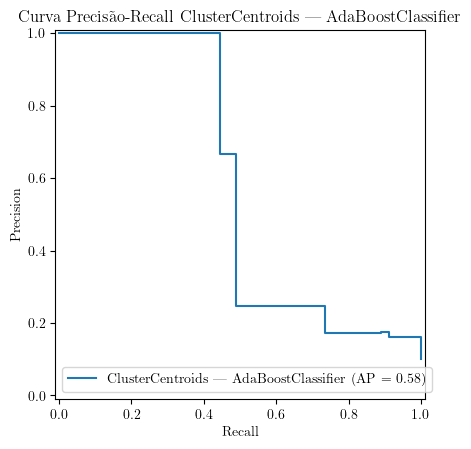 Curva Precisão-Recall ClusterCentroids — AdaBoostClassifier
1.0
0.8
0.6
0.4
0.2
0.0
Precision
ClusterCentroids — AdaBoostClassifier (AP = 0.58)
0.0 0.2 0.4 0.6 0.8 1.0
Recall